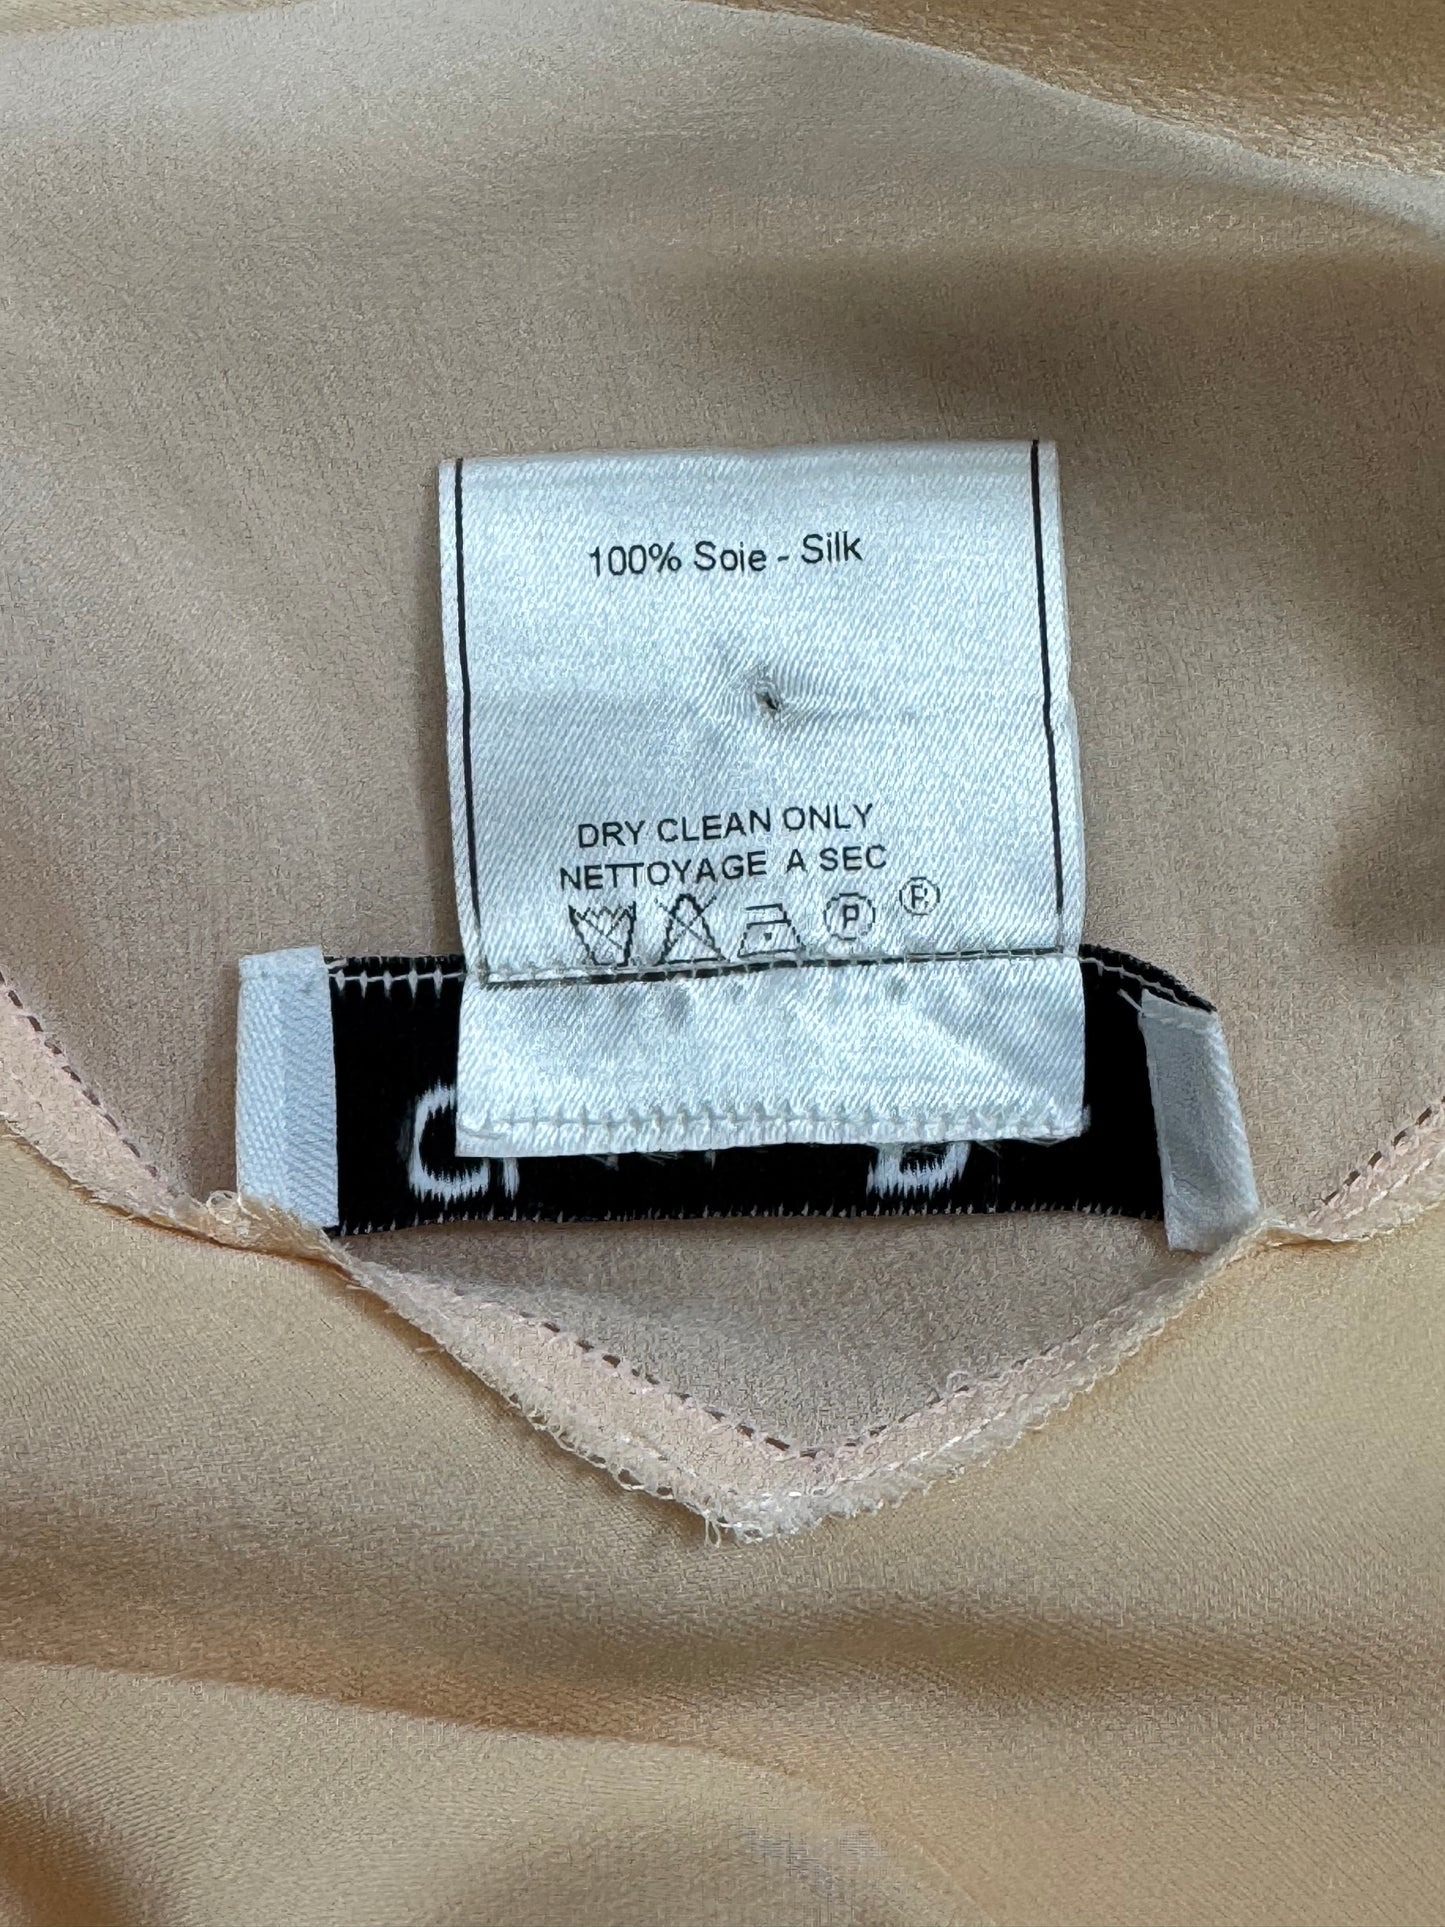 100% Soie - Silk
DRY CLEAN ONLY
NETTOYAGE A SEC
P